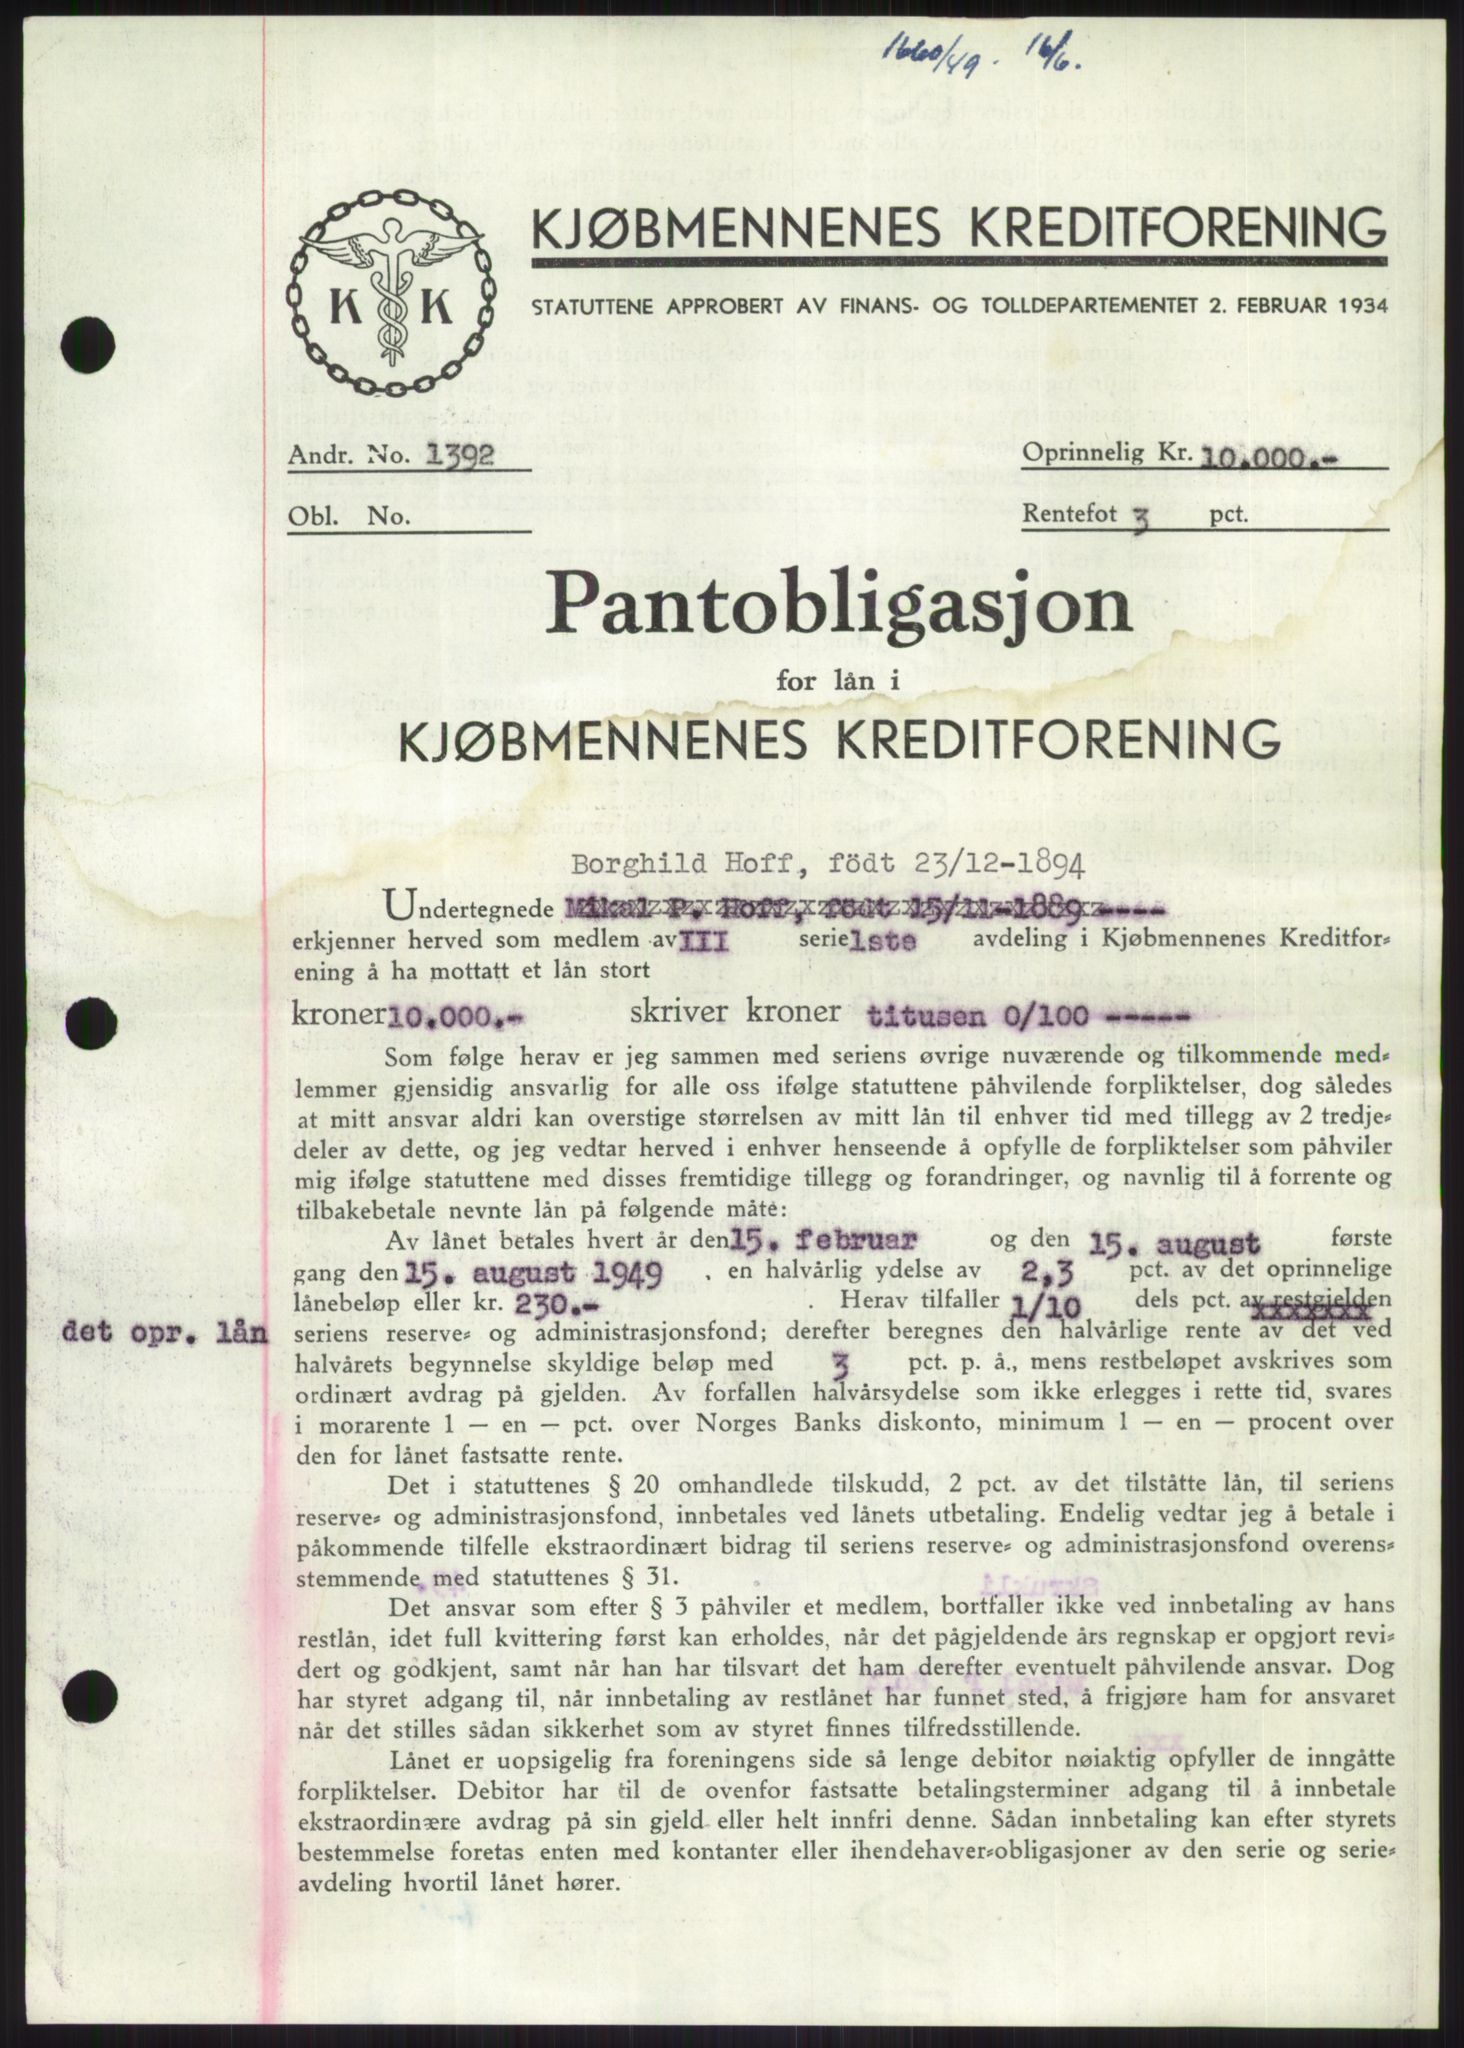 1660/49. 16/6.
K K
KJØBMENNENES KREDITFORENING
STATUTTENE APPROBERT AV FINANS- OG TOLLDEPARTEMENTET 2. FEBRUAR 1934
Andr. No. 1392
Oprinnelig Kr. 10.000.-
Obl. No.
Rentefot 3 pct.
Pantobligasjon
for lån i
KJØBMENNENES KREDITFORENING
Borghild Hoff, födt 23/12-1894
Undertegnede Mikal P. Hoff, födt 15/11-1889 ----
erkjenner herved som medlem av III serie 1ste avdeling i Kjøbmennenes Kreditfor-
ening å ha mottatt et lån stort
kroner 10.000.- skriver kroner titusen 0/100 -----
Som følge herav er jeg sammen med seriens øvrige nuværende og tilkommende med-
lemmer gjensidig ansvarlig for alle oss ifølge statuttene påhvilende forpliktelser, dog således
at mitt ansvar aldri kan overstige størrelsen av mitt lån til enhver tid med tillegg av 2 tredje-
deler av dette, og jeg vedtar herved i enhver henseende å opfylle de forpliktelser som påhviler
mig ifølge statuttene med disses fremtidige tillegg og forandringer, og navnlig til å forrente og
tilbakebetale nevnte lån på følgende måte:
Av lånet betales hvert år den 15. februar og den 15. august første
gang den 15. august 1949 , en halvårlig ydelse av 2,3 pct. av det oprinnelige
lånebeløp eller kr. 230.- . Herav tilfaller 1/10 dels pct. av restgjelden
det opr. lån seriens reserve- og administrasjonsfond; derefter beregnes den halvårlige rente av det ved
halvårets begynnelse skyldige beløp med 3 pct. p. å., mens restbeløpet avskrives som
ordinært avdrag på gjelden. Av forfallen halvårsydelse som ikke erlegges i rette tid, svares
i morarente 1 — en — pct. over Norges Banks diskonto, minimum 1 — en — procent over
den for lånet fastsatte rente.
Det i statuttenes § 20 omhandlede tilskudd, 2 pct. av det tilståtte lån, til seriens
reserve- og administrasjonsfond, innbetales ved lånets utbetaling. Endelig vedtar jeg å betale i
påkommende tilfelle ekstraordinært bidrag til seriens reserve- og administrasjonsfond overens-
stemmende med statuttenes § 31.
Det ansvar som efter § 3 påhviler et medlem, bortfaller ikke ved innbetaling av hans
restlån, idet full kvittering først kan erholdes, når det pågjeldende års regnskap er opgjort revi-
dert og godkjent, samt når han har tilsvart det ham derefter eventuelt påhvilende ansvar. Dog
har styret adgang til, når innbetaling av restlånet har funnet sted, å frigjøre ham for ansvaret
når det stilles sådan sikkerhet som av styret finnes tilfredsstillende.
Lånet er uopsigelig fra foreningens side så lenge debitor nøiaktig opfyller de inngåtte
forpliktelser. Debitor har til de ovenfor fastsatte betalingsterminer adgang til å innbetale
ekstraordinære avdrag på sin gjeld eller helt innfri denne. Sådan innbetaling kan efter styrets
bestemmelse foretas enten med kontanter eller ihendehaver-obligasjoner av den serie og serie-
avdeling hvortil lånet hører.